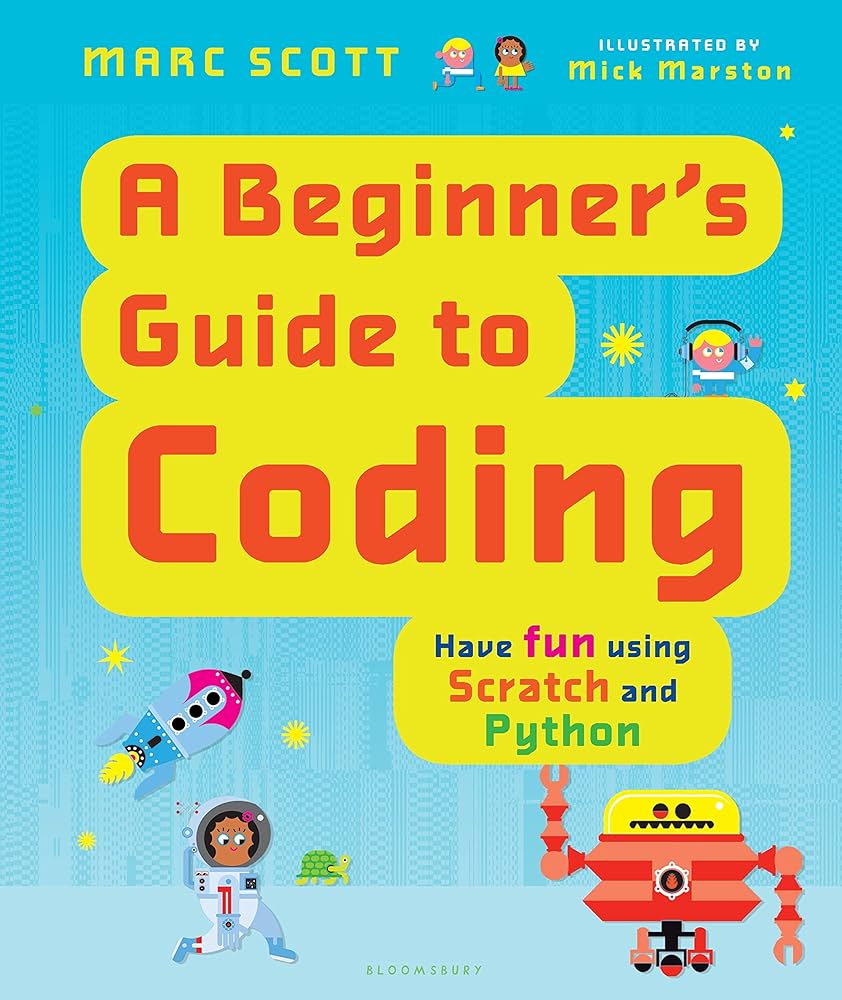 MARC SCOTT
ILLUSTRATED BY
Mick Marston
A Beginner's
Guide to
Coding
Have fun using
Scratch and
Python
BLOOMSBURY